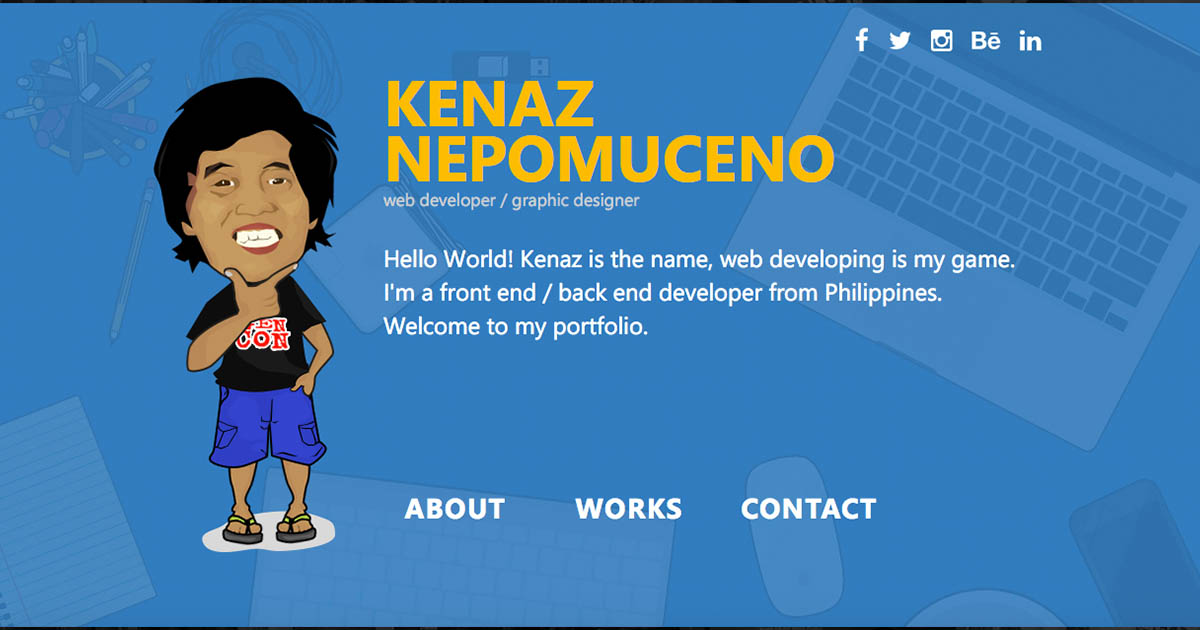 Bē
KENAZ
NEPOMUCENO
web developer / graphic designer
Hello World! Kenaz is the name, web developing is my game.
I'm a front end / back end developer from Philippines.
Welcome to my portfolio.
CON
ABOUT WORKS CONTACT